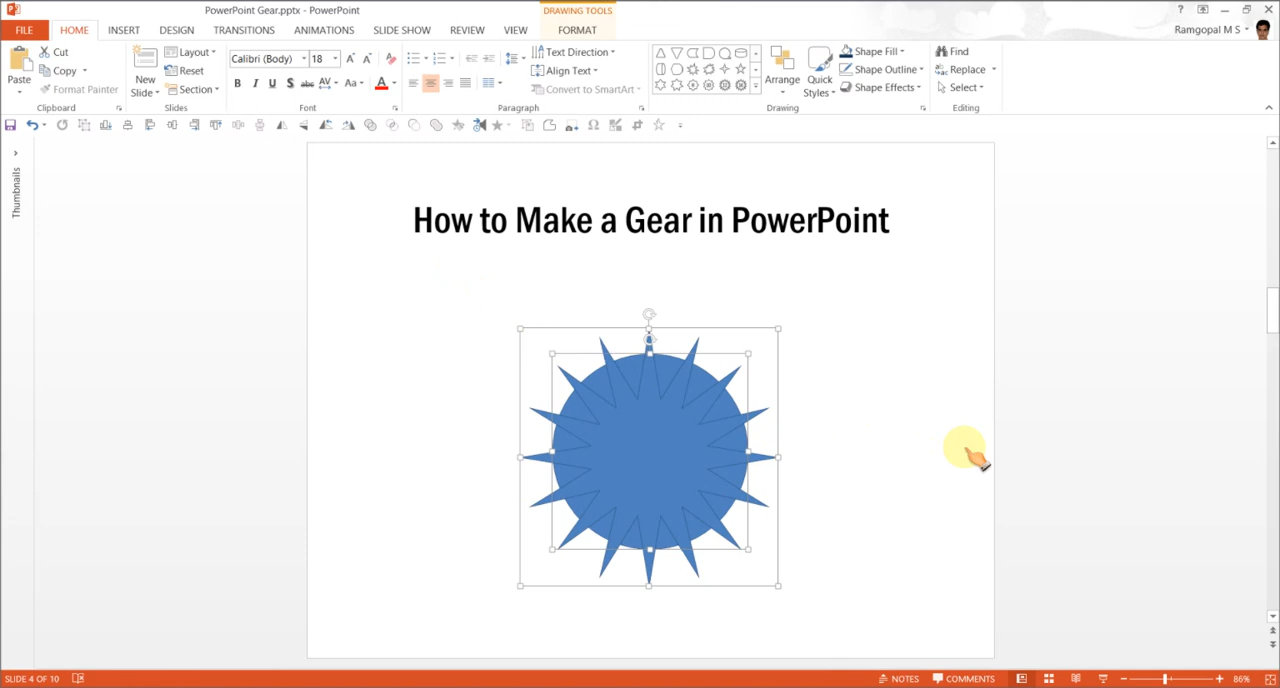 PowerPoint Gear.pptx - PowerPoint
DRAWING TOOLS
?
FILE HOME INSERT DESIGN TRANSITIONS ANIMATIONS SLIDE SHOW REVIEW VIEW FORMAT
Ramgopal M S
Paste
Cut
Copy
Format Painter
Clipboard
New Slide
Layout
Reset
Section
Slides
Calibri (Body) 18
B I U S abc AV Aa A
Font
Text Direction
Align Text
Convert to SmartArt
Paragraph
Arrange
Quick Styles
Shape Fill
Shape Outline
Shape Effects
Drawing
Find
Replace
Select
Editing
Thumbnails
How to Make a Gear in PowerPoint
SLIDE 4 OF 10
NOTES
COMMENTS
86%